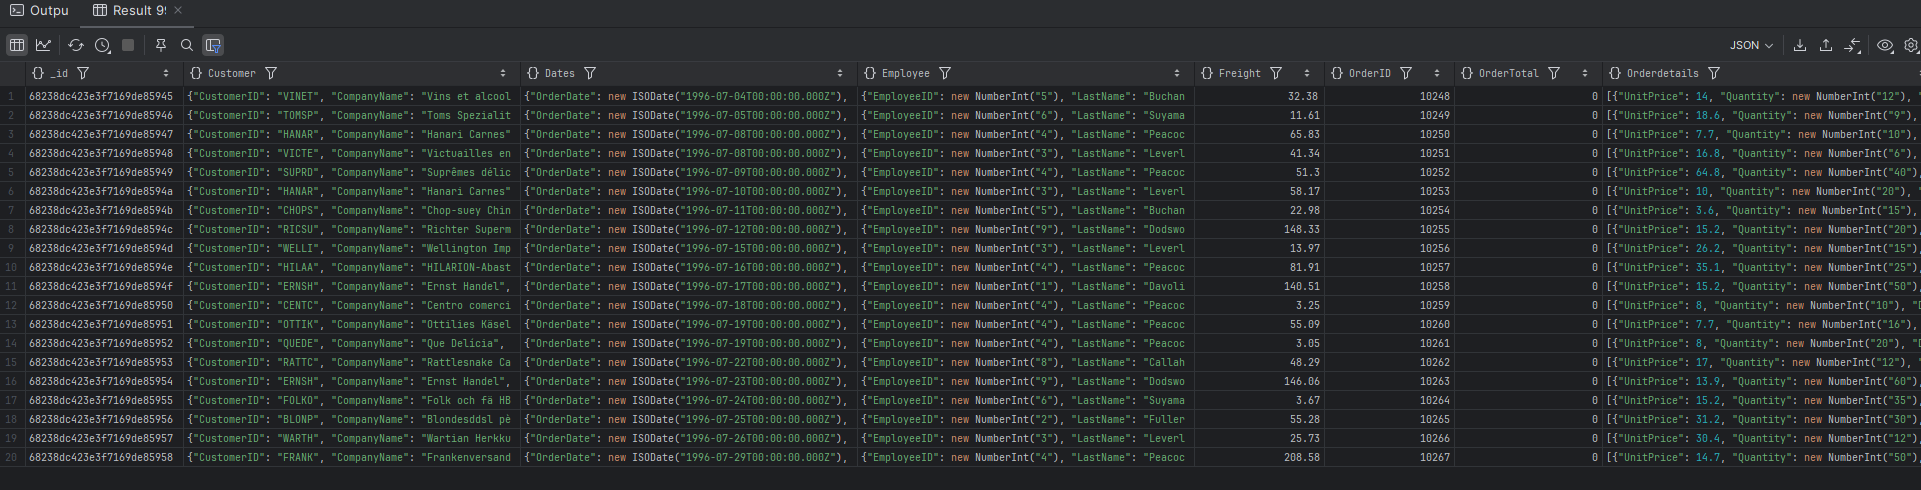 Outpu Result 9
JSON
_id Customer Dates Employee Freight OrderID OrderTotal Orderdetails
1 68238dc423e3f7169de85945 {"CustomerID": "VINET", "CompanyName": "Vins et alcool {"OrderDate": new ISODate("1996-07-04T00:00:00.000Z"), {"EmployeeID": new NumberInt("5"), "LastName": "Buchan 32.38 10248 0 [{"UnitPrice": 14, "Quantity": new NumberInt("12"), "
2 68238dc423e3f7169de85946 {"CustomerID": "TOMSP", "CompanyName": "Toms Spezialit {"OrderDate": new ISODate("1996-07-05T00:00:00.000Z"), {"EmployeeID": new NumberInt("6"), "LastName": "Suyama 11.61 10249 0 [{"UnitPrice": 18.6, "Quantity": new NumberInt("9"),
3 68238dc423e3f7169de85947 {"CustomerID": "HANAR", "CompanyName": "Hanari Carnes" {"OrderDate": new ISODate("1996-07-08T00:00:00.000Z"), {"EmployeeID": new NumberInt("4"), "LastName": "Peacoc 65.83 10250 0 [{"UnitPrice": 7.7, "Quantity": new NumberInt("10"),
4 68238dc423e3f7169de85948 {"CustomerID": "VICTE", "CompanyName": "Victuailles en {"OrderDate": new ISODate("1996-07-08T00:00:00.000Z"), {"EmployeeID": new NumberInt("3"), "LastName": "Leverl 41.34 10251 0 [{"UnitPrice": 16.8, "Quantity": new NumberInt("6"),
5 68238dc423e3f7169de85949 {"CustomerID": "SUPRD", "CompanyName": "Suprêmes délic {"OrderDate": new ISODate("1996-07-09T00:00:00.000Z"), {"EmployeeID": new NumberInt("4"), "LastName": "Peacoc 51.3 10252 0 [{"UnitPrice": 64.8, "Quantity": new NumberInt("40"),
6 68238dc423e3f7169de8594a {"CustomerID": "HANAR", "CompanyName": "Hanari Carnes" {"OrderDate": new ISODate("1996-07-10T00:00:00.000Z"), {"EmployeeID": new NumberInt("3"), "LastName": "Leverl 58.17 10253 0 [{"UnitPrice": 10, "Quantity": new NumberInt("20"),
7 68238dc423e3f7169de8594b {"CustomerID": "CHOPS", "CompanyName": "Chop-suey Chin {"OrderDate": new ISODate("1996-07-11T00:00:00.000Z"), {"EmployeeID": new NumberInt("5"), "LastName": "Buchan 22.98 10254 0 [{"UnitPrice": 3.6, "Quantity": new NumberInt("15"),
8 68238dc423e3f7169de8594c {"CustomerID": "RICSU", "CompanyName": "Richter Superm {"OrderDate": new ISODate("1996-07-12T00:00:00.000Z"), {"EmployeeID": new NumberInt("9"), "LastName": "Dodswo 148.33 10255 0 [{"UnitPrice": 15.2, "Quantity": new NumberInt("20"),
9 68238dc423e3f7169de8594d {"CustomerID": "WELLI", "CompanyName": "Wellington Imp {"OrderDate": new ISODate("1996-07-15T00:00:00.000Z"), {"EmployeeID": new NumberInt("3"), "LastName": "Leverl 13.97 10256 0 [{"UnitPrice": 26.2, "Quantity": new NumberInt("15"),
10 68238dc423e3f7169de8594e {"CustomerID": "HILAA", "CompanyName": "HILARION-Abast {"OrderDate": new ISODate("1996-07-16T00:00:00.000Z"), {"EmployeeID": new NumberInt("4"), "LastName": "Peacoc 81.91 10257 0 [{"UnitPrice": 35.1, "Quantity": new NumberInt("25"),
11 68238dc423e3f7169de8594f {"CustomerID": "ERNSH", "CompanyName": "Ernst Handel", {"OrderDate": new ISODate("1996-07-17T00:00:00.000Z"), {"EmployeeID": new NumberInt("1"), "LastName": "Davoli 140.51 10258 0 [{"UnitPrice": 15.2, "Quantity": new NumberInt("50"),
12 68238dc423e3f7169de85950 {"CustomerID": "CENTC", "CompanyName": "Centro comerci {"OrderDate": new ISODate("1996-07-18T00:00:00.000Z"), {"EmployeeID": new NumberInt("4"), "LastName": "Peacoc 3.25 10259 0 [{"UnitPrice": 8, "Quantity": new NumberInt("10"), "D
13 68238dc423e3f7169de85951 {"CustomerID": "OTTIK", "CompanyName": "Ottilies Käsel {"OrderDate": new ISODate("1996-07-19T00:00:00.000Z"), {"EmployeeID": new NumberInt("4"), "LastName": "Peacoc 55.09 10260 0 [{"UnitPrice": 7.7, "Quantity": new NumberInt("16"),
14 68238dc423e3f7169de85952 {"CustomerID": "QUEDE", "CompanyName": "Que Delícia", {"OrderDate": new ISODate("1996-07-19T00:00:00.000Z"), {"EmployeeID": new NumberInt("4"), "LastName": "Peacoc 3.05 10261 0 [{"UnitPrice": 8, "Quantity": new NumberInt("20"), "D
15 68238dc423e3f7169de85953 {"CustomerID": "RATTC", "CompanyName": "Rattlesnake Ca {"OrderDate": new ISODate("1996-07-22T00:00:00.000Z"), {"EmployeeID": new NumberInt("8"), "LastName": "Callah 48.29 10262 0 [{"UnitPrice": 17, "Quantity": new NumberInt("12"),
16 68238dc423e3f7169de85954 {"CustomerID": "ERNSH", "CompanyName": "Ernst Handel", {"OrderDate": new ISODate("1996-07-23T00:00:00.000Z"), {"EmployeeID": new NumberInt("9"), "LastName": "Dodswo 146.06 10263 0 [{"UnitPrice": 13.9, "Quantity": new NumberInt("60"),
17 68238dc423e3f7169de85955 {"CustomerID": "FOLKO", "CompanyName": "Folk och fä HB {"OrderDate": new ISODate("1996-07-24T00:00:00.000Z"), {"EmployeeID": new NumberInt("6"), "LastName": "Suyama 3.67 10264 0 [{"UnitPrice": 15.2, "Quantity": new NumberInt("35"),
18 68238dc423e3f7169de85956 {"CustomerID": "BLONP", "CompanyName": "Blondesddsl pè {"OrderDate": new ISODate("1996-07-25T00:00:00.000Z"), {"EmployeeID": new NumberInt("2"), "LastName": "Fuller 55.28 10265 0 [{"UnitPrice": 31.2, "Quantity": new NumberInt("30"),
19 68238dc423e3f7169de85957 {"CustomerID": "WARTH", "CompanyName": "Wartian Herkku {"OrderDate": new ISODate("1996-07-26T00:00:00.000Z"), {"EmployeeID": new NumberInt("3"), "LastName": "Leverl 25.73 10266 0 [{"UnitPrice": 30.4, "Quantity": new NumberInt("12"),
20 68238dc423e3f7169de85958 {"CustomerID": "FRANK", "CompanyName": "Frankenversand {"OrderDate": new ISODate("1996-07-29T00:00:00.000Z"), {"EmployeeID": new NumberInt("4"), "LastName": "Peacoc 208.58 10267 0 [{"UnitPrice": 14.7, "Quantity": new NumberInt("50"),